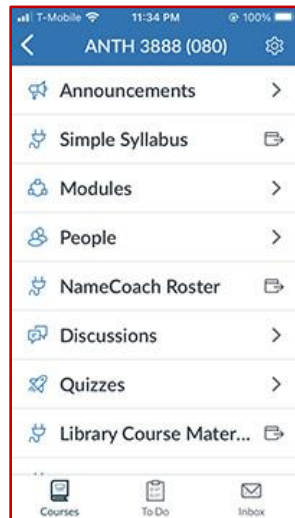 T-Mobile 11:34 PM 100%
ANTH 3888 (080)
Announcements
Simple Syllabus
Modules
People
NameCoach Roster
Discussions
Quizzes
Library Course Mater...
Courses To Do Inbox